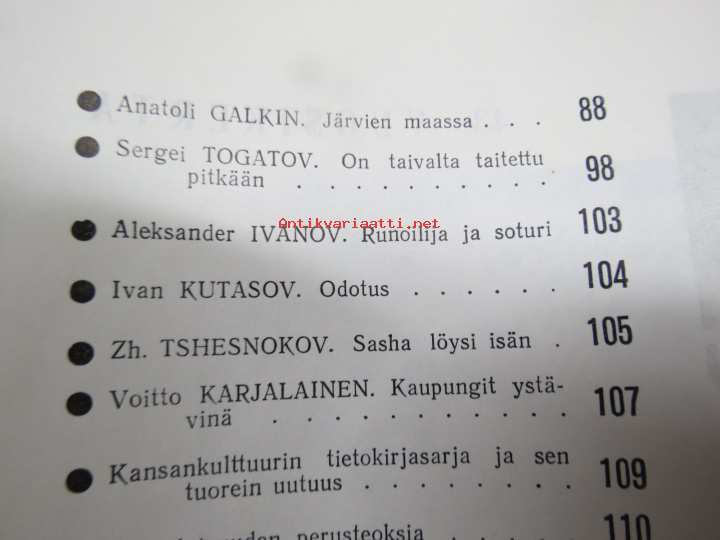 Anatoli GALKIN. Järvien maassa . . . 88
Sergei TOGATOV. On taivalta taitettu
pitkään . . . . . . . . . . 98
Antikvariaatti.net
Aleksander IVANOV. Runoilija ja soturi 103
Ivan KUTASOV. Odotus . . . . . . 104
Zh. TSHESNOKOV. Sasha löysi isän . 105
Voitto KARJALAINEN. Kaupungit ystä-
vinä . . . . . . . . . . . 107
Kansankulttuurin tietokirjasarja ja sen
tuorein uutuus . . . . . . . . 109
perusteoksia . . . . . 110